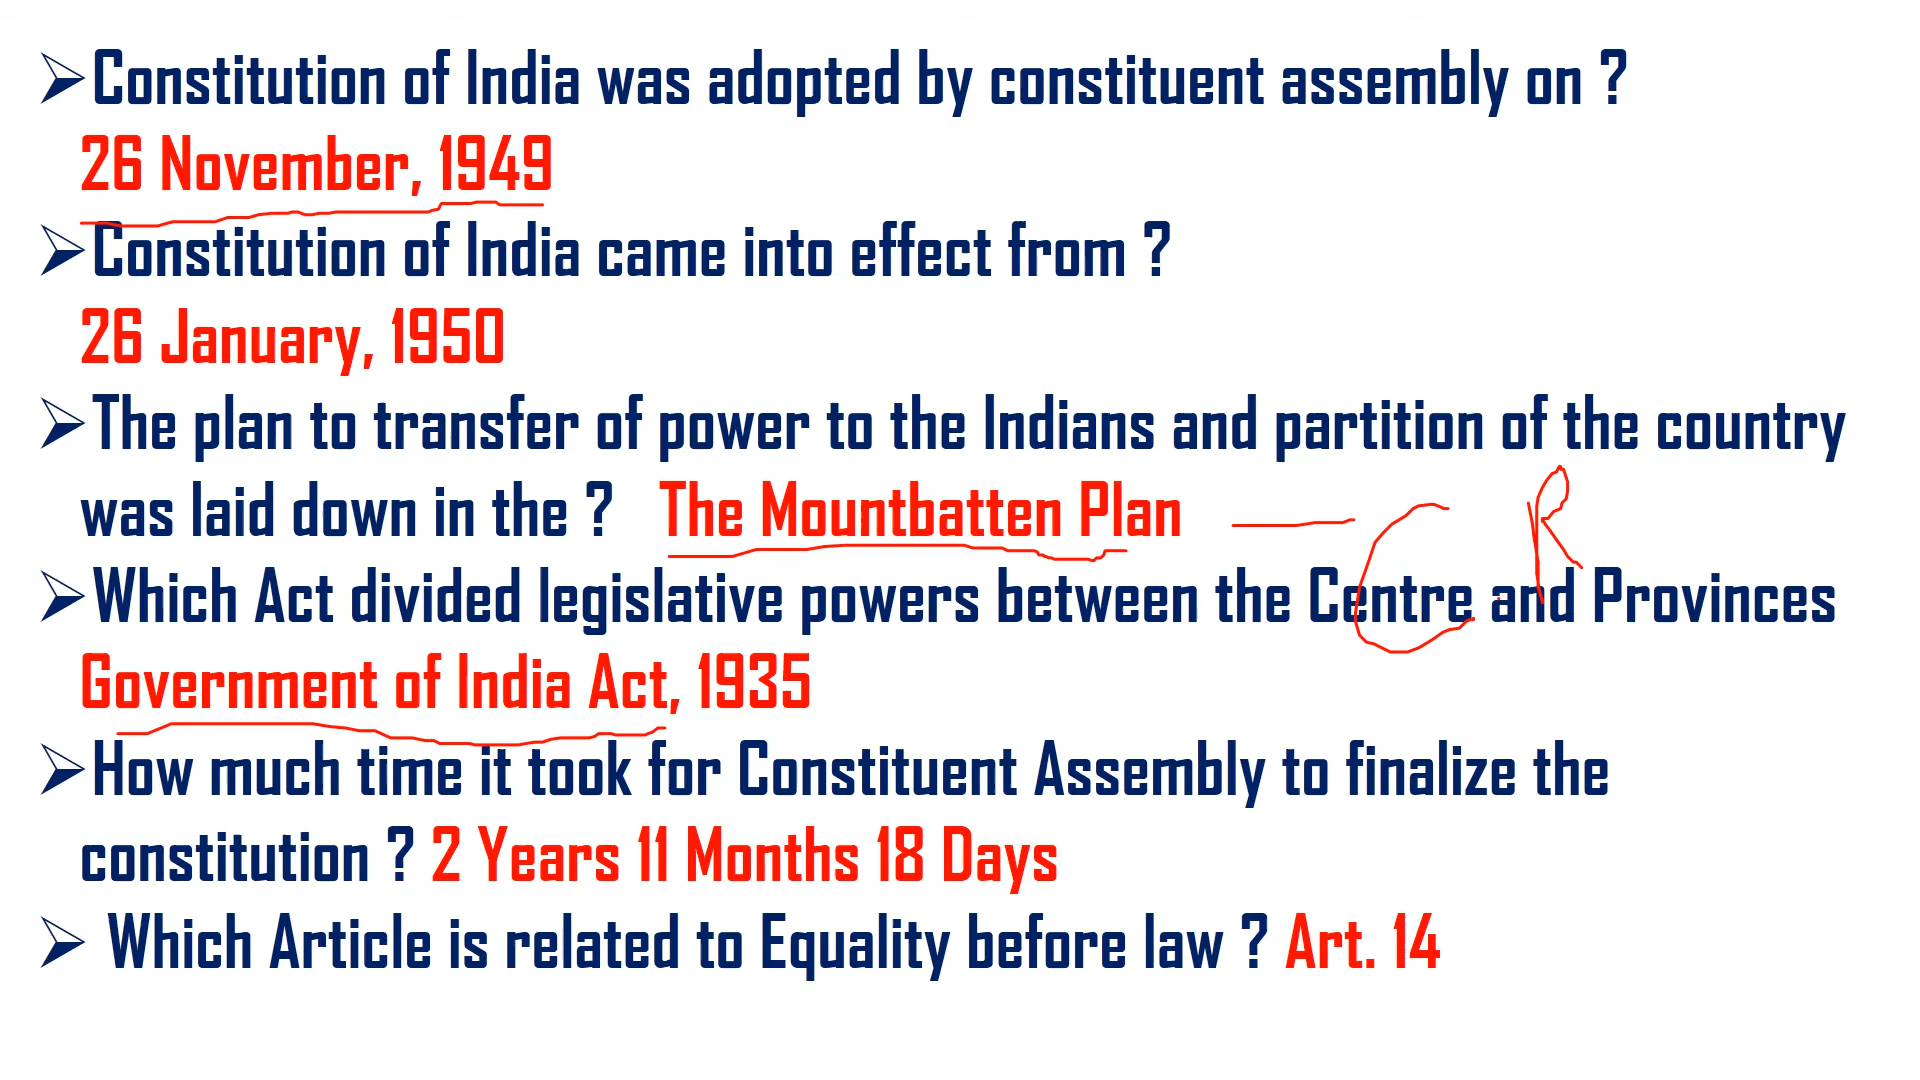 Constitution of India was adopted by constituent assembly on ?
26 November, 1949
Constitution of India came into effect from ?
26 January, 1950
The plan to transfer of power to the Indians and partition of the country
was laid down in the ? The Mountbatten Plan
C R
Which Act divided legislative powers between the Centre and Provinces
Government of India Act, 1935
How much time it took for Constituent Assembly to finalize the
constitution ? 2 Years 11 Months 18 Days
Which Article is related to Equality before law ? Art. 14